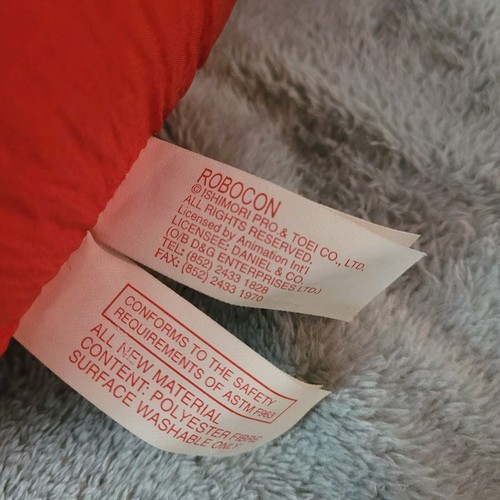 ROBOCON
© ISHIMORI PRO.& TOEI CO., LTD.
ALL RIGHTS RESERVED.
Licensed by Animation Int'l
LICENSEE: DANIEL & CO.
(O/B D&G ENTERPRISES LTD)
TEL: (852) 2433 1828
FAX: (852) 2433 1970
CONFORMS TO THE SAFETY
REQUIREMENTS OF ASTM F963
ALL NEW MATERIAL
CONTENT: POLYESTER FIBRE
SURFACE WASHABLE ONLY